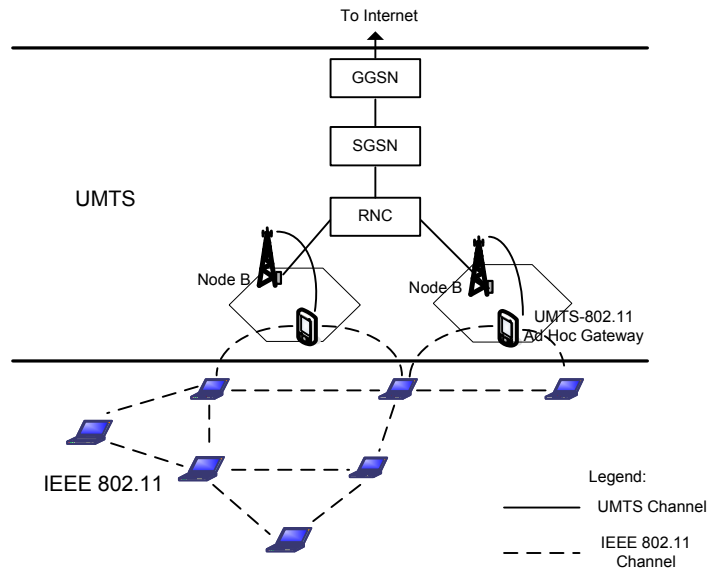 To Internet
GGSN
SGSN
UMTS
RNC
Node B
Node B
UMTS-802.11
Ad Hoc Gateway
IEEE 802.11
Legend:
UMTS Channel
IEEE 802.11
Channel